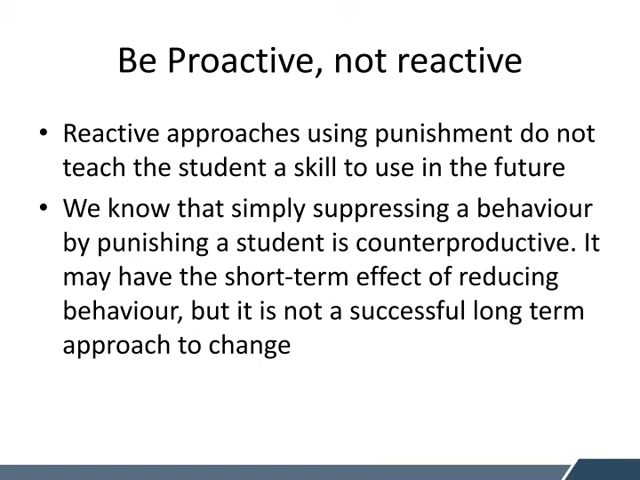 Be Proactive, not reactive
• Reactive approaches using punishment do not
teach the student a skill to use in the future
• We know that simply suppressing a behaviour
by punishing a student is counterproductive. It
may have the short-term effect of reducing
behaviour, but it is not a successful long term
approach to change